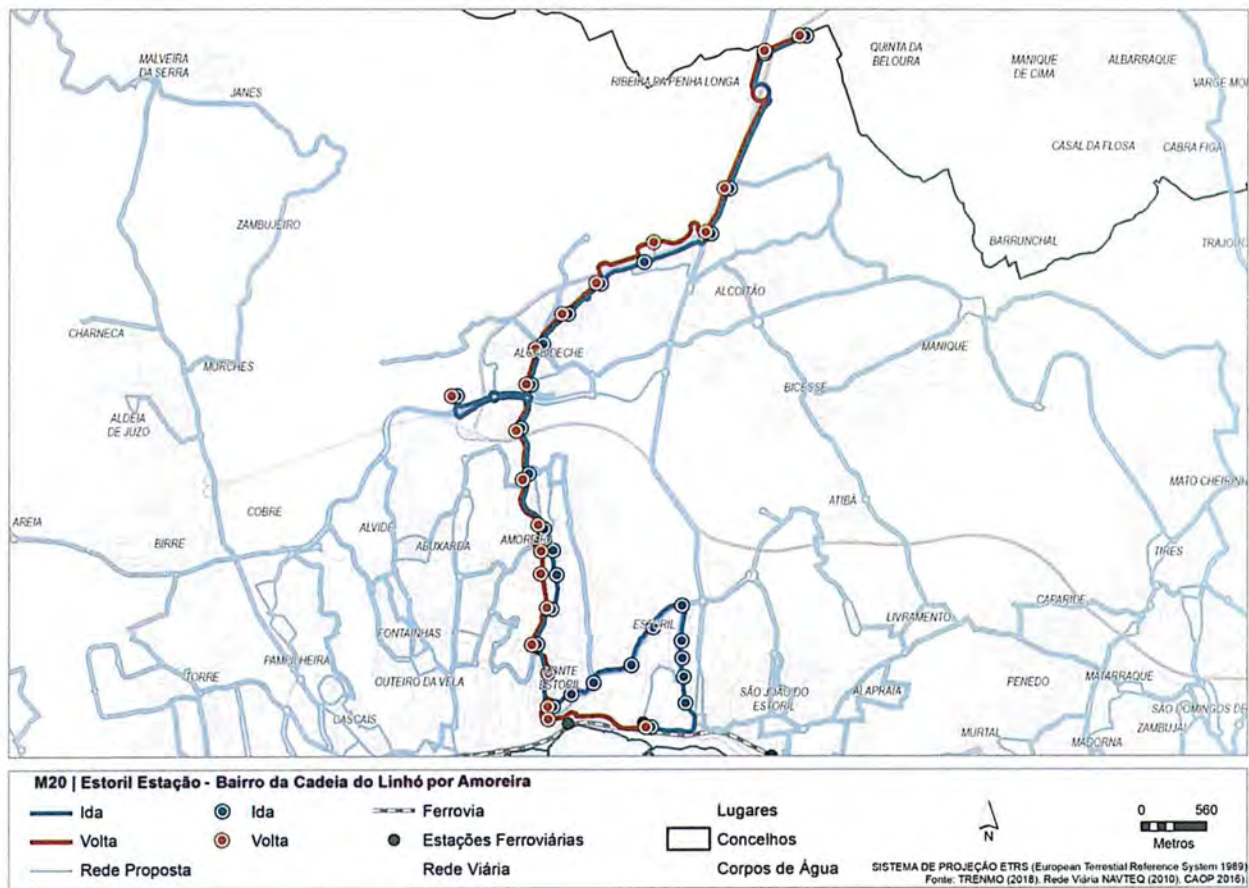 MALVEIRA
DA SERRA
JANES
RIBEIRA DA PENHA LONGA
QUINTA DA
BELOURA
MANIQUE
DE CIMA
ALBARRAQUE
CASAL DA FLOSA
CABRA FIGA
ZAMBUJEIRO
BARRUNCHAL
ALCOITÃO
CHARNECA
MURCHES
ALCABIDECHE
MANIQUE
BICESSE
ALDEIA
DE JUZO
ATIBÁ
AREIA
COBRE
BIRRE
ALVIDE
ABUXARDA
AMOREIRA
TIRES
CAPARIDE
LIVRAMENTO
ESTORIL
FONTAINHAS
PAMPILHEIRA
TORRE
OUTEIRO DA VELA
MONTE
ESTORIL
CASCAIS
SÃO JOÃO DO
ESTORIL
ALAPRAIA
PENEDO
MATARRAQUE
SÃO DOMINGOS DE
ZAMBUJAL
MURTAL
MADORNA
M20 | Estoril Estação - Bairro da Cadeia do Linhó por Amoreira
Ida
Ida
Ferrovia
Lugares
Volta
Volta
Estações Ferroviárias
Concelhos
Rede Proposta
Rede Viária
Corpos de Água
N
0 560
Metros
SISTEMA DE PROJEÇÃO ETRS (European Terrestial Reference System 1989)
Fonte: TRENMO (2018), Rede Viária NAVTEQ (2010), CAOP 2016)